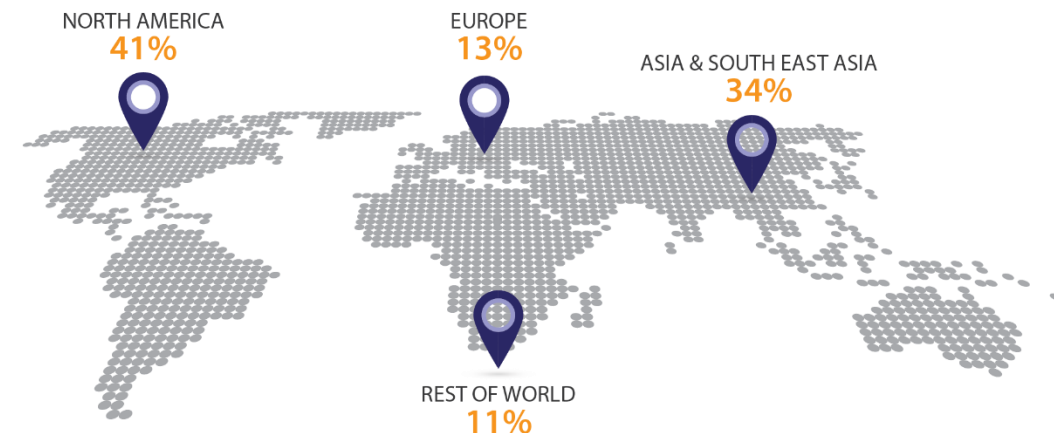 NORTH AMERICA
41%
EUROPE
13%
ASIA & SOUTH EAST ASIA
34%
REST OF WORLD
11%